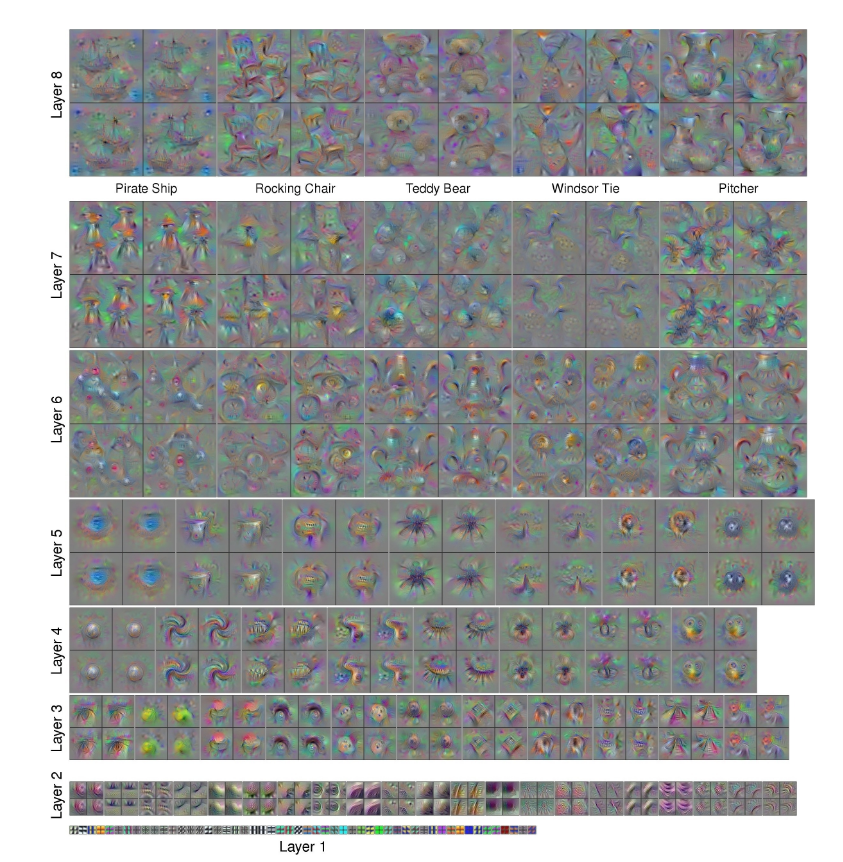 Layer 8
Pirate Ship
Rocking Chair
Teddy Bear
Windsor Tie
Pitcher
Layer 7
Layer 6
Layer 5
Layer 4
Layer 3
Layer 2
Layer 1